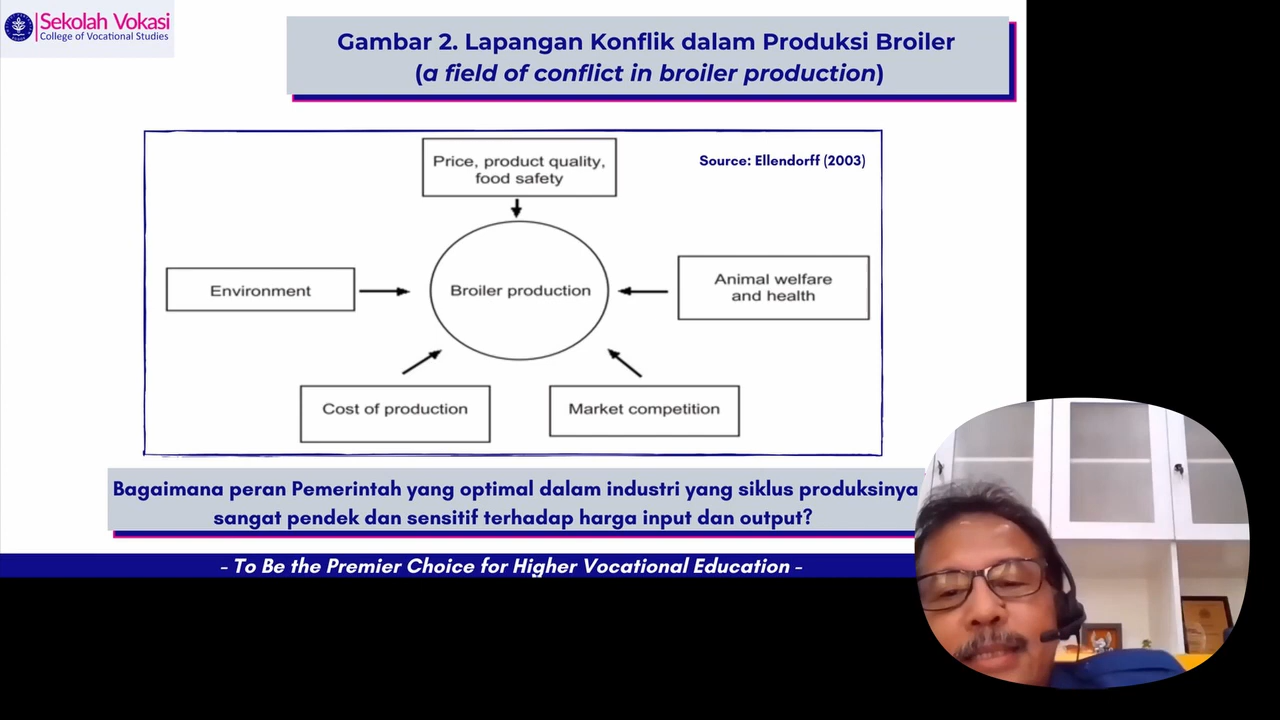 Sekolah Vokasi
College of Vocational Studies
Gambar 2. Lapangan Konflik dalam Produksi Broiler
(a field of conflict in broiler production)
Source: Ellendorff (2003)
Price, product quality,
food safety
Environment
Broiler production
Animal welfare
and health
Cost of production
Market competition
Bagaimana peran Pemerintah yang optimal dalam industri yang siklus produksinya
sangat pendek dan sensitif terhadap harga input dan output?
- To Be the Premier Choice for Higher Vocational Education -